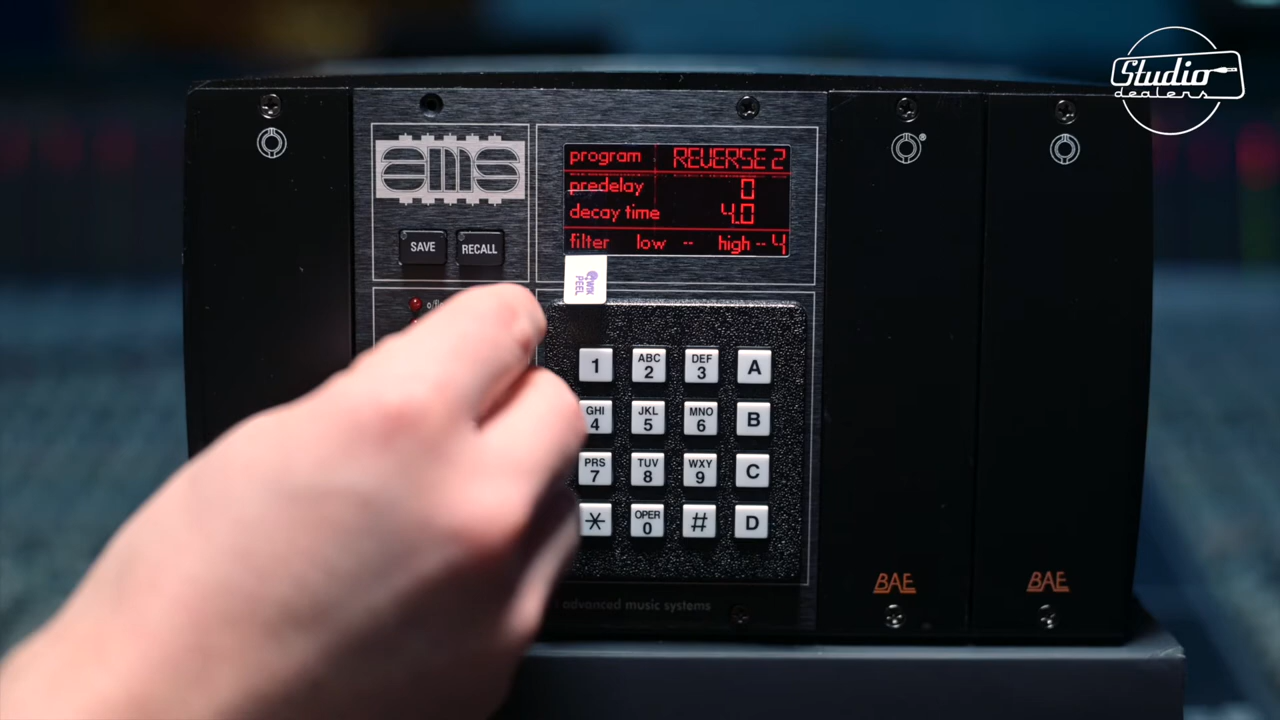 Studio
dealers
ams
program REVERSE 2
predelay 0
decay time 4.0
filter low -- high -- 4
SAVE
RECALL
PEEL
1
ABC
2
DEF
3
A
GHI
4
JKL
5
MNO
6
B
PRS
7
TUV
8
WXY
9
C
*
OPER
0
#
D
advanced music systems
BAE
BAE